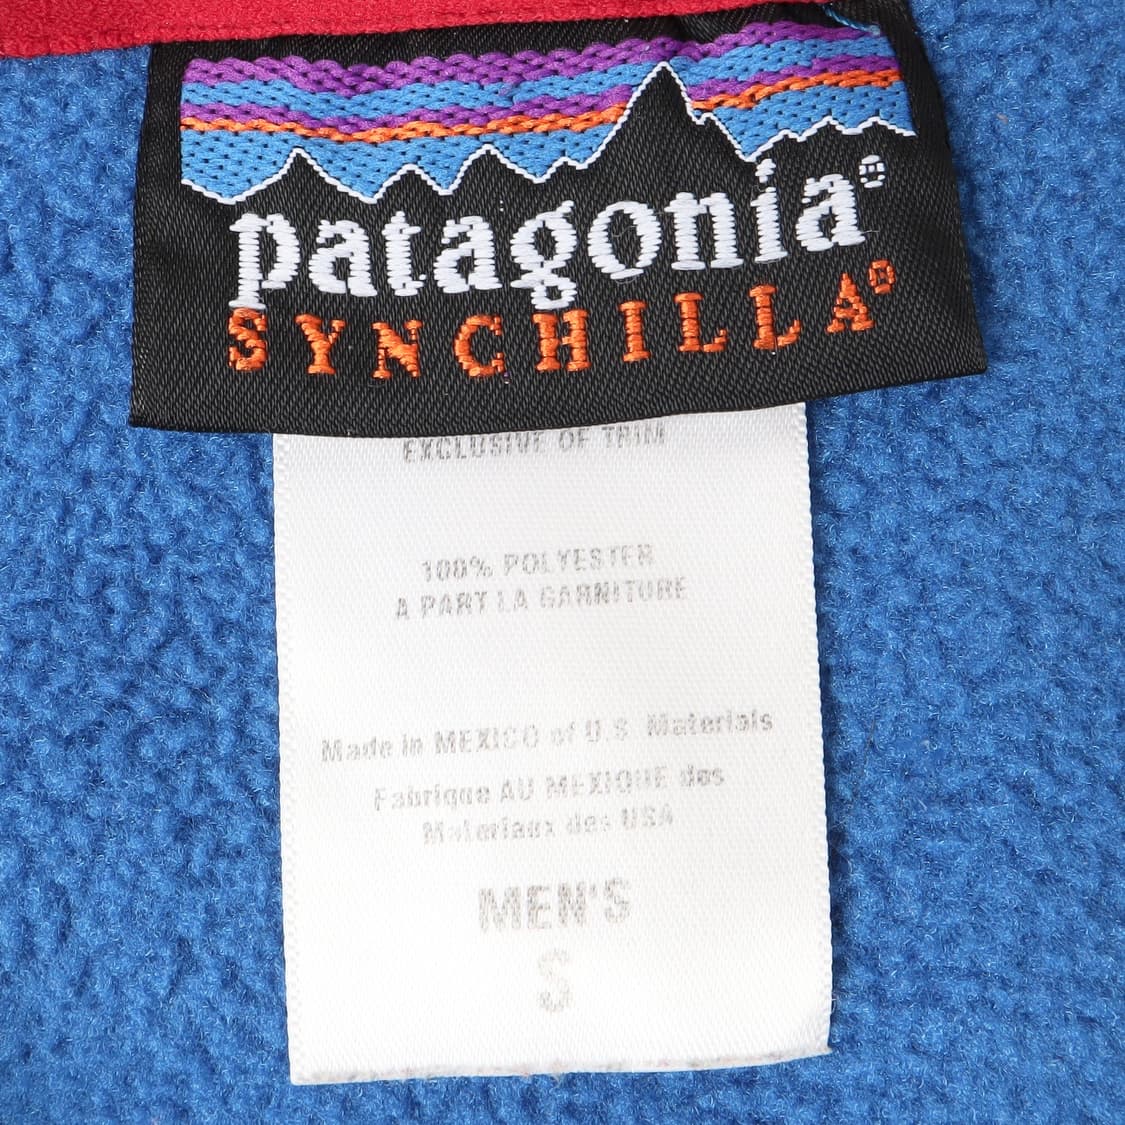 patagonia®
SYNCHILLA®
EXCLUSIVE OF TRIM
100% POLYESTER
A PART LA GARNITURE
Made in MEXICO of U.S. Materials
Fabrique AU MEXIQUE des
Materiaux des USA
MEN'S
S